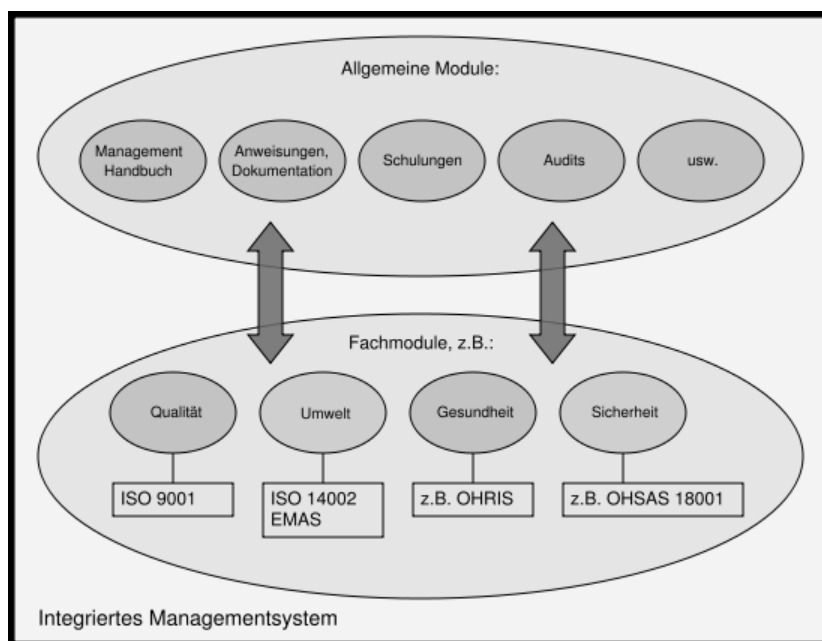 Allgemeine Module:
Management
Handbuch
Anweisungen,
Dokumentation
Schulungen
Audits
usw.
Fachmodule, z.B.:
Qualität
Umwelt
Gesundheit
Sicherheit
ISO 9001
ISO 14002
EMAS
z.B. OHRIS
z.B. OHSAS 18001
Integriertes Managementsystem